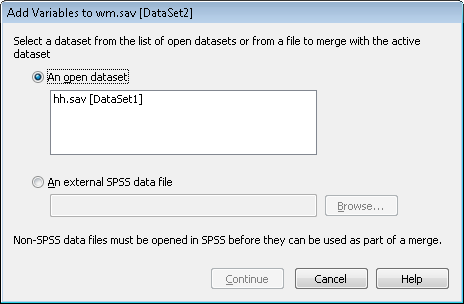 Add Variables to wm.sav [DataSet2]
Select a dataset from the list of open datasets or from a file to merge with the active
dataset
An open dataset
hh.sav [DataSet1]
An external SPSS data file
Browse...
Non-SPSS data files must be opened in SPSS before they can be used as part of a merge.
Continue Cancel Help